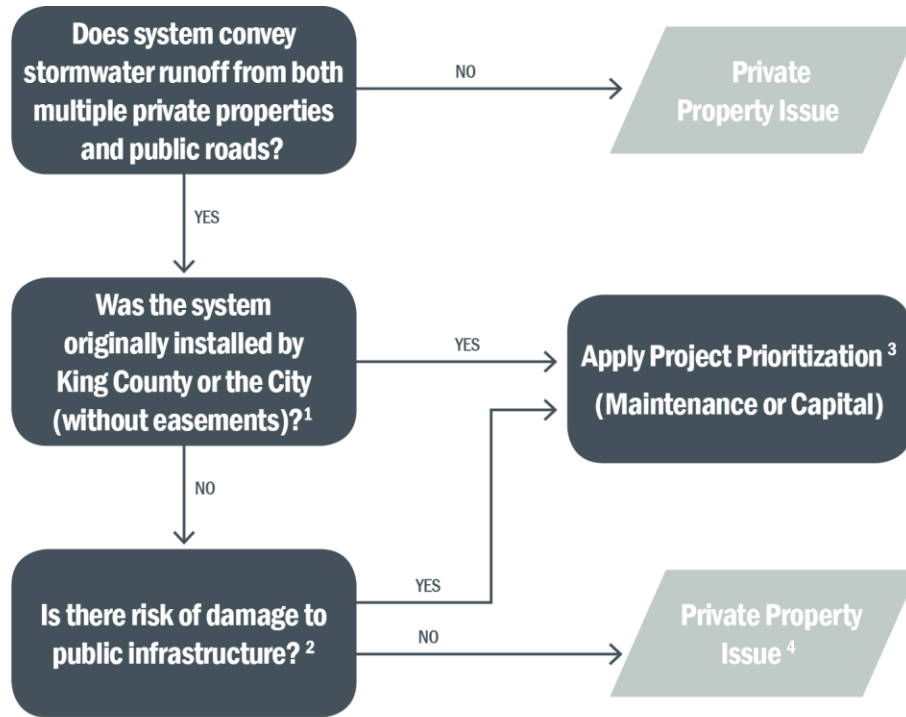 Does system convey
stormwater runoff from both
multiple private properties
and public roads?
NO
Private
Property Issue
YES
Was the system
originally installed by
King County or the City
(without easements)?¹
YES
Apply Project Prioritization ³
(Maintenance or Capital)
NO
Is there risk of damage to
public infrastructure? ²
YES
NO
Private Property
Issue ⁴